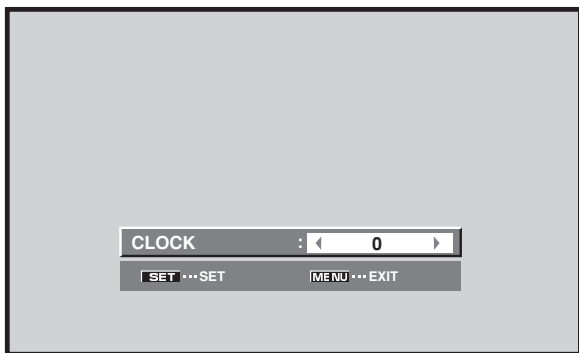 CLOCK : ◀ 0 ▶
SET ··· SET MENU ··· EXIT